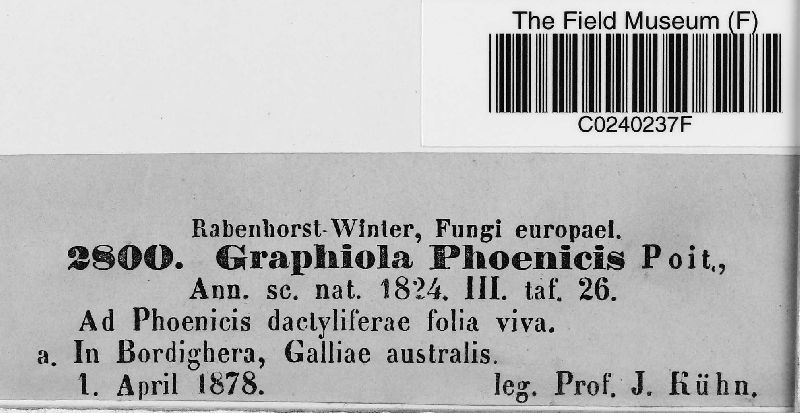 The Field Museum (F)
C0240237F
Rabenhorst-Winter, Fungi europaei.
2800. Graphiola Phoenicis Poit.,
Ann. sc. nat. 1824. III. taf. 26.
Ad Phoenicis dactyliferae folia viva.
a. In Bordighera, Galliae australis.
1. April 1878. leg. Prof. J. Kühn.